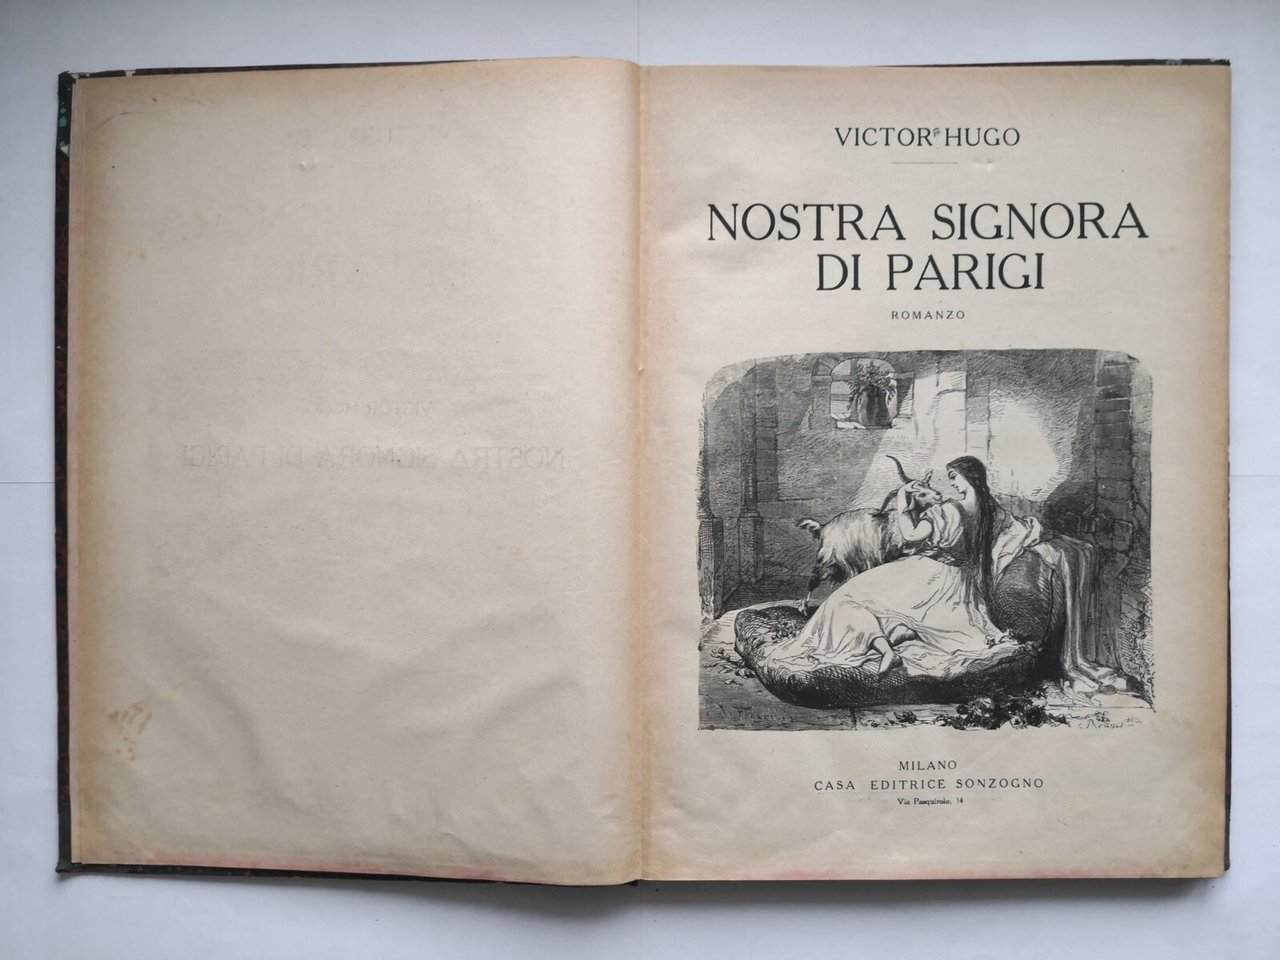 VICTOR HUGO
NOSTRA SIGNORA
DI PARIGI
ROMANZO
MILANO
CASA EDITRICE SONZOGNO
Via Pasquirolo, 14